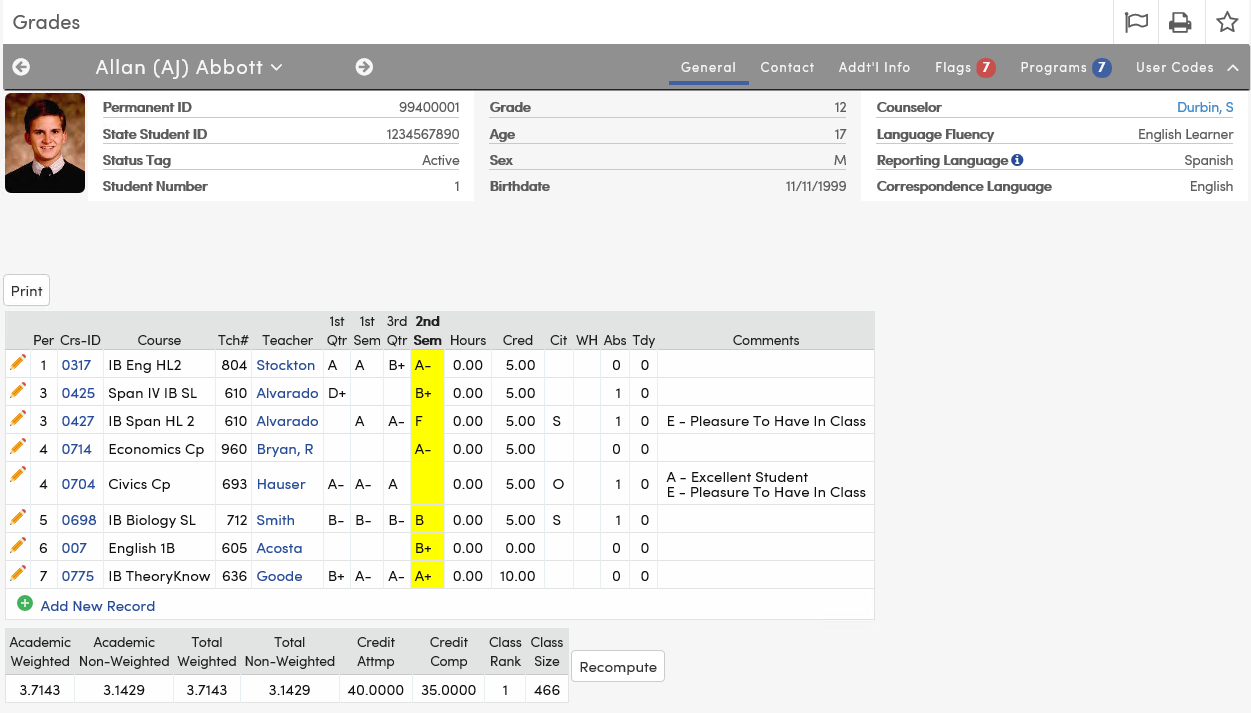 Grades
Allan (AJ) Abbott
General Contact Addt'l Info Flags 7 Programs 7 User Codes
Permanent ID 99400001
State Student ID 1234567890
Status Tag Active
Student Number 1
Grade 12
Age 17
Sex M
Birthdate 11/11/1999
Counselor Durbin, S
Language Fluency English Learner
Reporting Language Spanish
Correspondence Language English
Print
1st 1st 3rd 2nd
Per Crs-ID Course Tch# Teacher Qtr Sem Qtr Sem Hours Cred Cit WH Abs Tdy Comments
1 0317 IB Eng HL2 804 Stockton A A B+ A- 0.00 5.00 0 0
3 0425 Span IV IB SL 610 Alvarado D+ B+ 0.00 5.00 1 0
3 0427 IB Span HL 2 610 Alvarado A A- F 0.00 5.00 S 1 0 E - Pleasure To Have In Class
4 0714 Economics Cp 960 Bryan, R A- 0.00 5.00 0 0
4 0704 Civics Cp 693 Hauser A- A- A 0.00 5.00 O 1 0 A - Excellent Student
E - Pleasure To Have In Class
5 0698 IB Biology SL 712 Smith B- B- B- B 0.00 5.00 S 1 0
6 007 English 1B 605 Acosta B+ 0.00 0.00 0 0
7 0775 IB TheoryKnow 636 Goode B+ A- A- A+ 0.00 10.00 0 0
Add New Record
Academic Academic Total Total Credit Credit Class Class
Weighted Non-Weighted Weighted Non-Weighted Attmp Comp Rank Size
3.7143 3.1429 3.7143 3.1429 40.0000 35.0000 1 466
Recompute